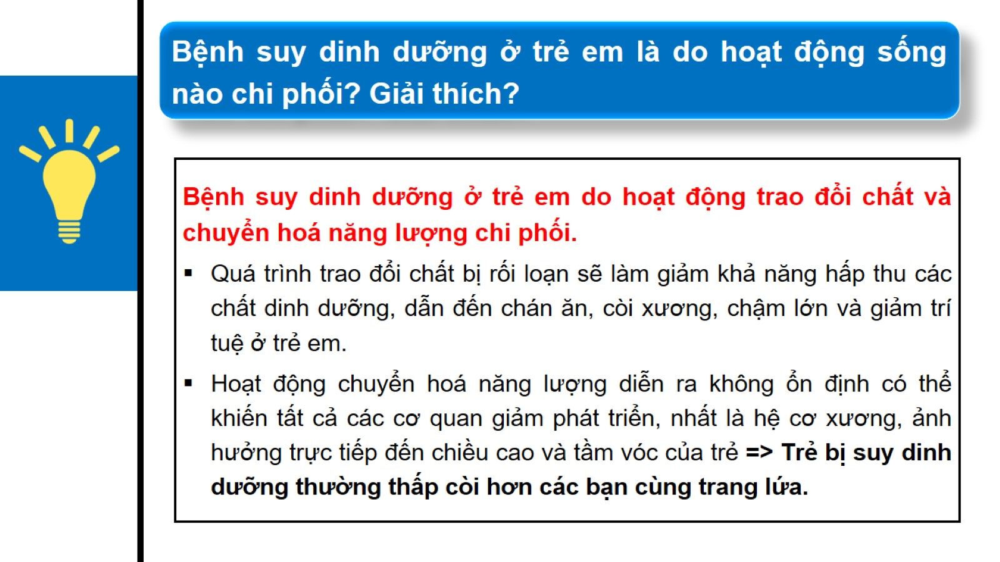 Bệnh suy dinh dưỡng ở trẻ em là do hoạt động sống
nào chi phối? Giải thích?
Bệnh suy dinh dưỡng ở trẻ em do hoạt động trao đổi chất và
chuyển hoá năng lượng chi phối.
▪ Quá trình trao đổi chất bị rối loạn sẽ làm giảm khả năng hấp thu các
chất dinh dưỡng, dẫn đến chán ăn, còi xương, chậm lớn và giảm trí
tuệ ở trẻ em.
▪ Hoạt động chuyển hoá năng lượng diễn ra không ổn định có thể
khiến tất cả các cơ quan giảm phát triển, nhất là hệ cơ xương, ảnh
hưởng trực tiếp đến chiều cao và tầm vóc của trẻ => Trẻ bị suy dinh
dưỡng thường thấp còi hơn các bạn cùng trang lứa.